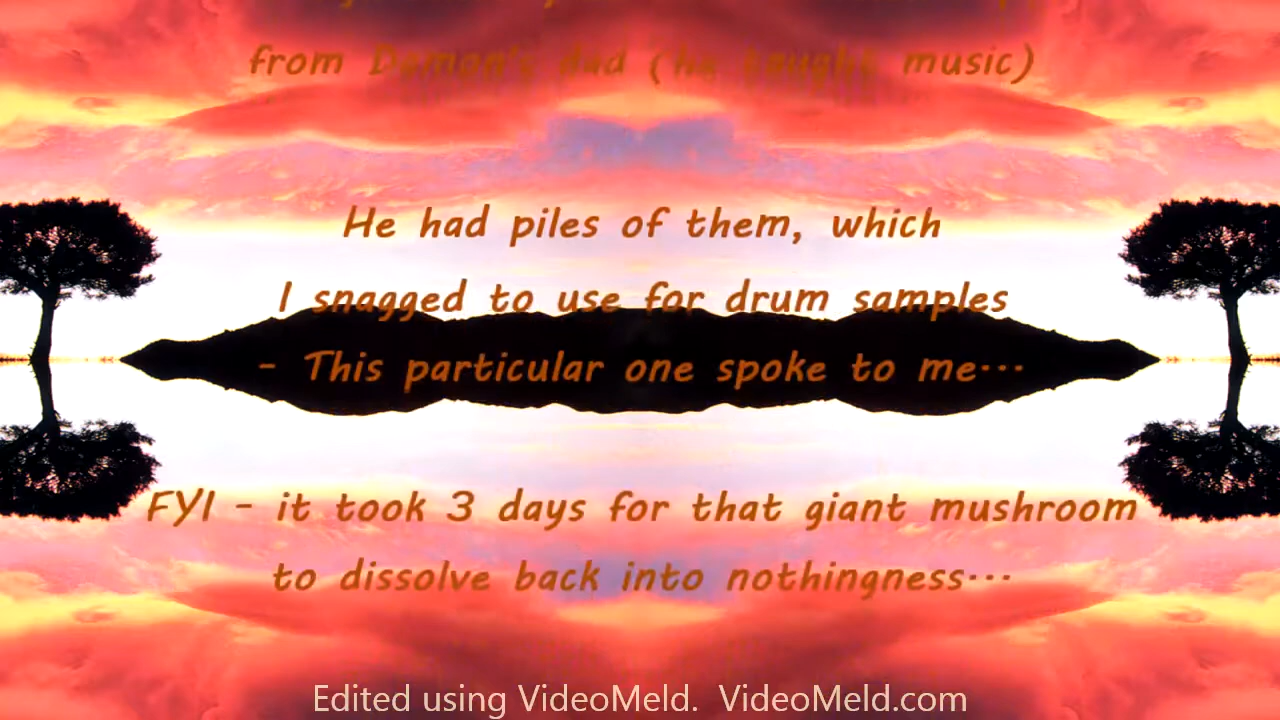 from Damon's dad (he taught music)
He had piles of them, which
I snagged to use for drum samples
- This particular one spoke to me...
FYI - it took 3 days for that giant mushroom
to dissolve back into nothingness...
Edited using VideoMeld.  VideoMeld.com